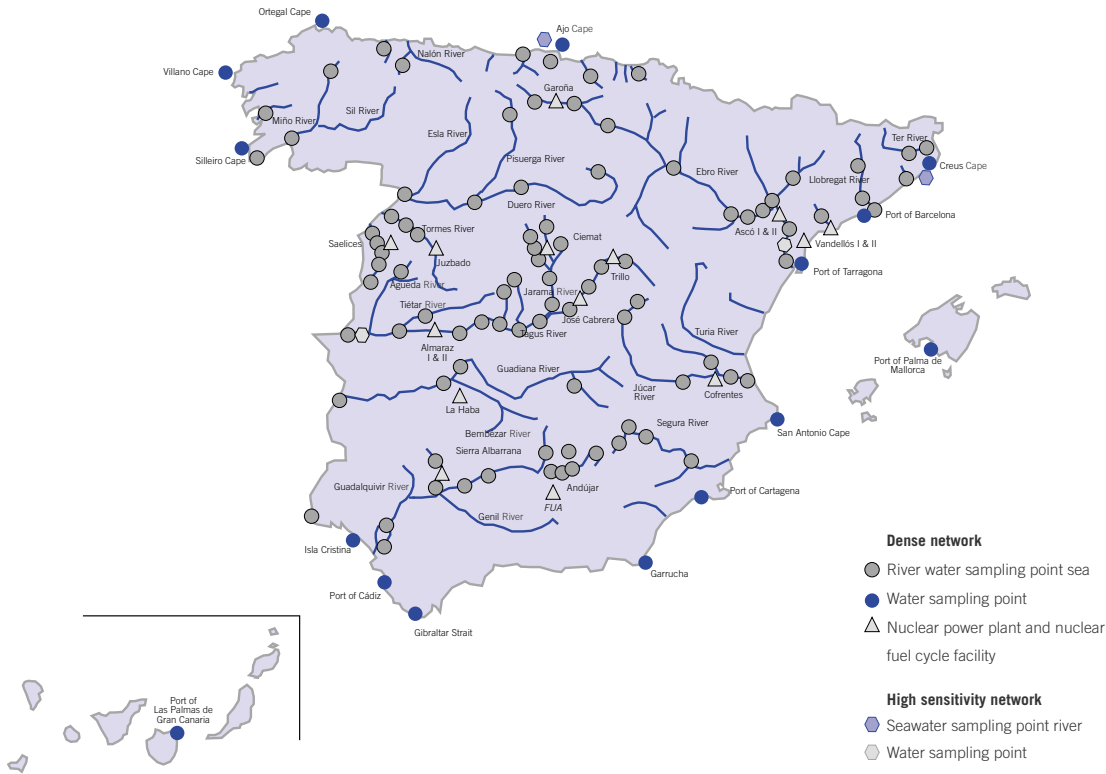 Ortegal Cape
Ajo Cape
Nalón River
Villano Cape
Garoña
Sil River
Miño River
Esla River
Ter River
Silleiro Cape
Pisuerga River
Creus Cape
Ebro River
Llobregat River
Duero River
Port of Barcelona
Tormes River
Ascó I & II
Saelices
Ciemat
Vandellós I & II
Juzbado
Port of Tarragona
Trillo
Águeda River
Jarama River
Tiétar River
José Cabrera
Tagus River
Turia River
Almaraz
I & II
Port of Palma de
Mallorca
Guadiana River
Júcar
River
Cofrentes
La Haba
Segura River
San Antonio Cape
Bembezar River
Sierra Albarrana
Guadalquivir River
Andújar
Port of Cartagena
FUA
Genil River
Isla Cristina
Garrucha
Port of Cádiz
Gibraltar Strait
Port of
Las Palmas de
Gran Canaria
Dense network
River water sampling point sea
Water sampling point
Nuclear power plant and nuclear
fuel cycle facility
High sensitivity network
Seawater sampling point river
Water sampling point